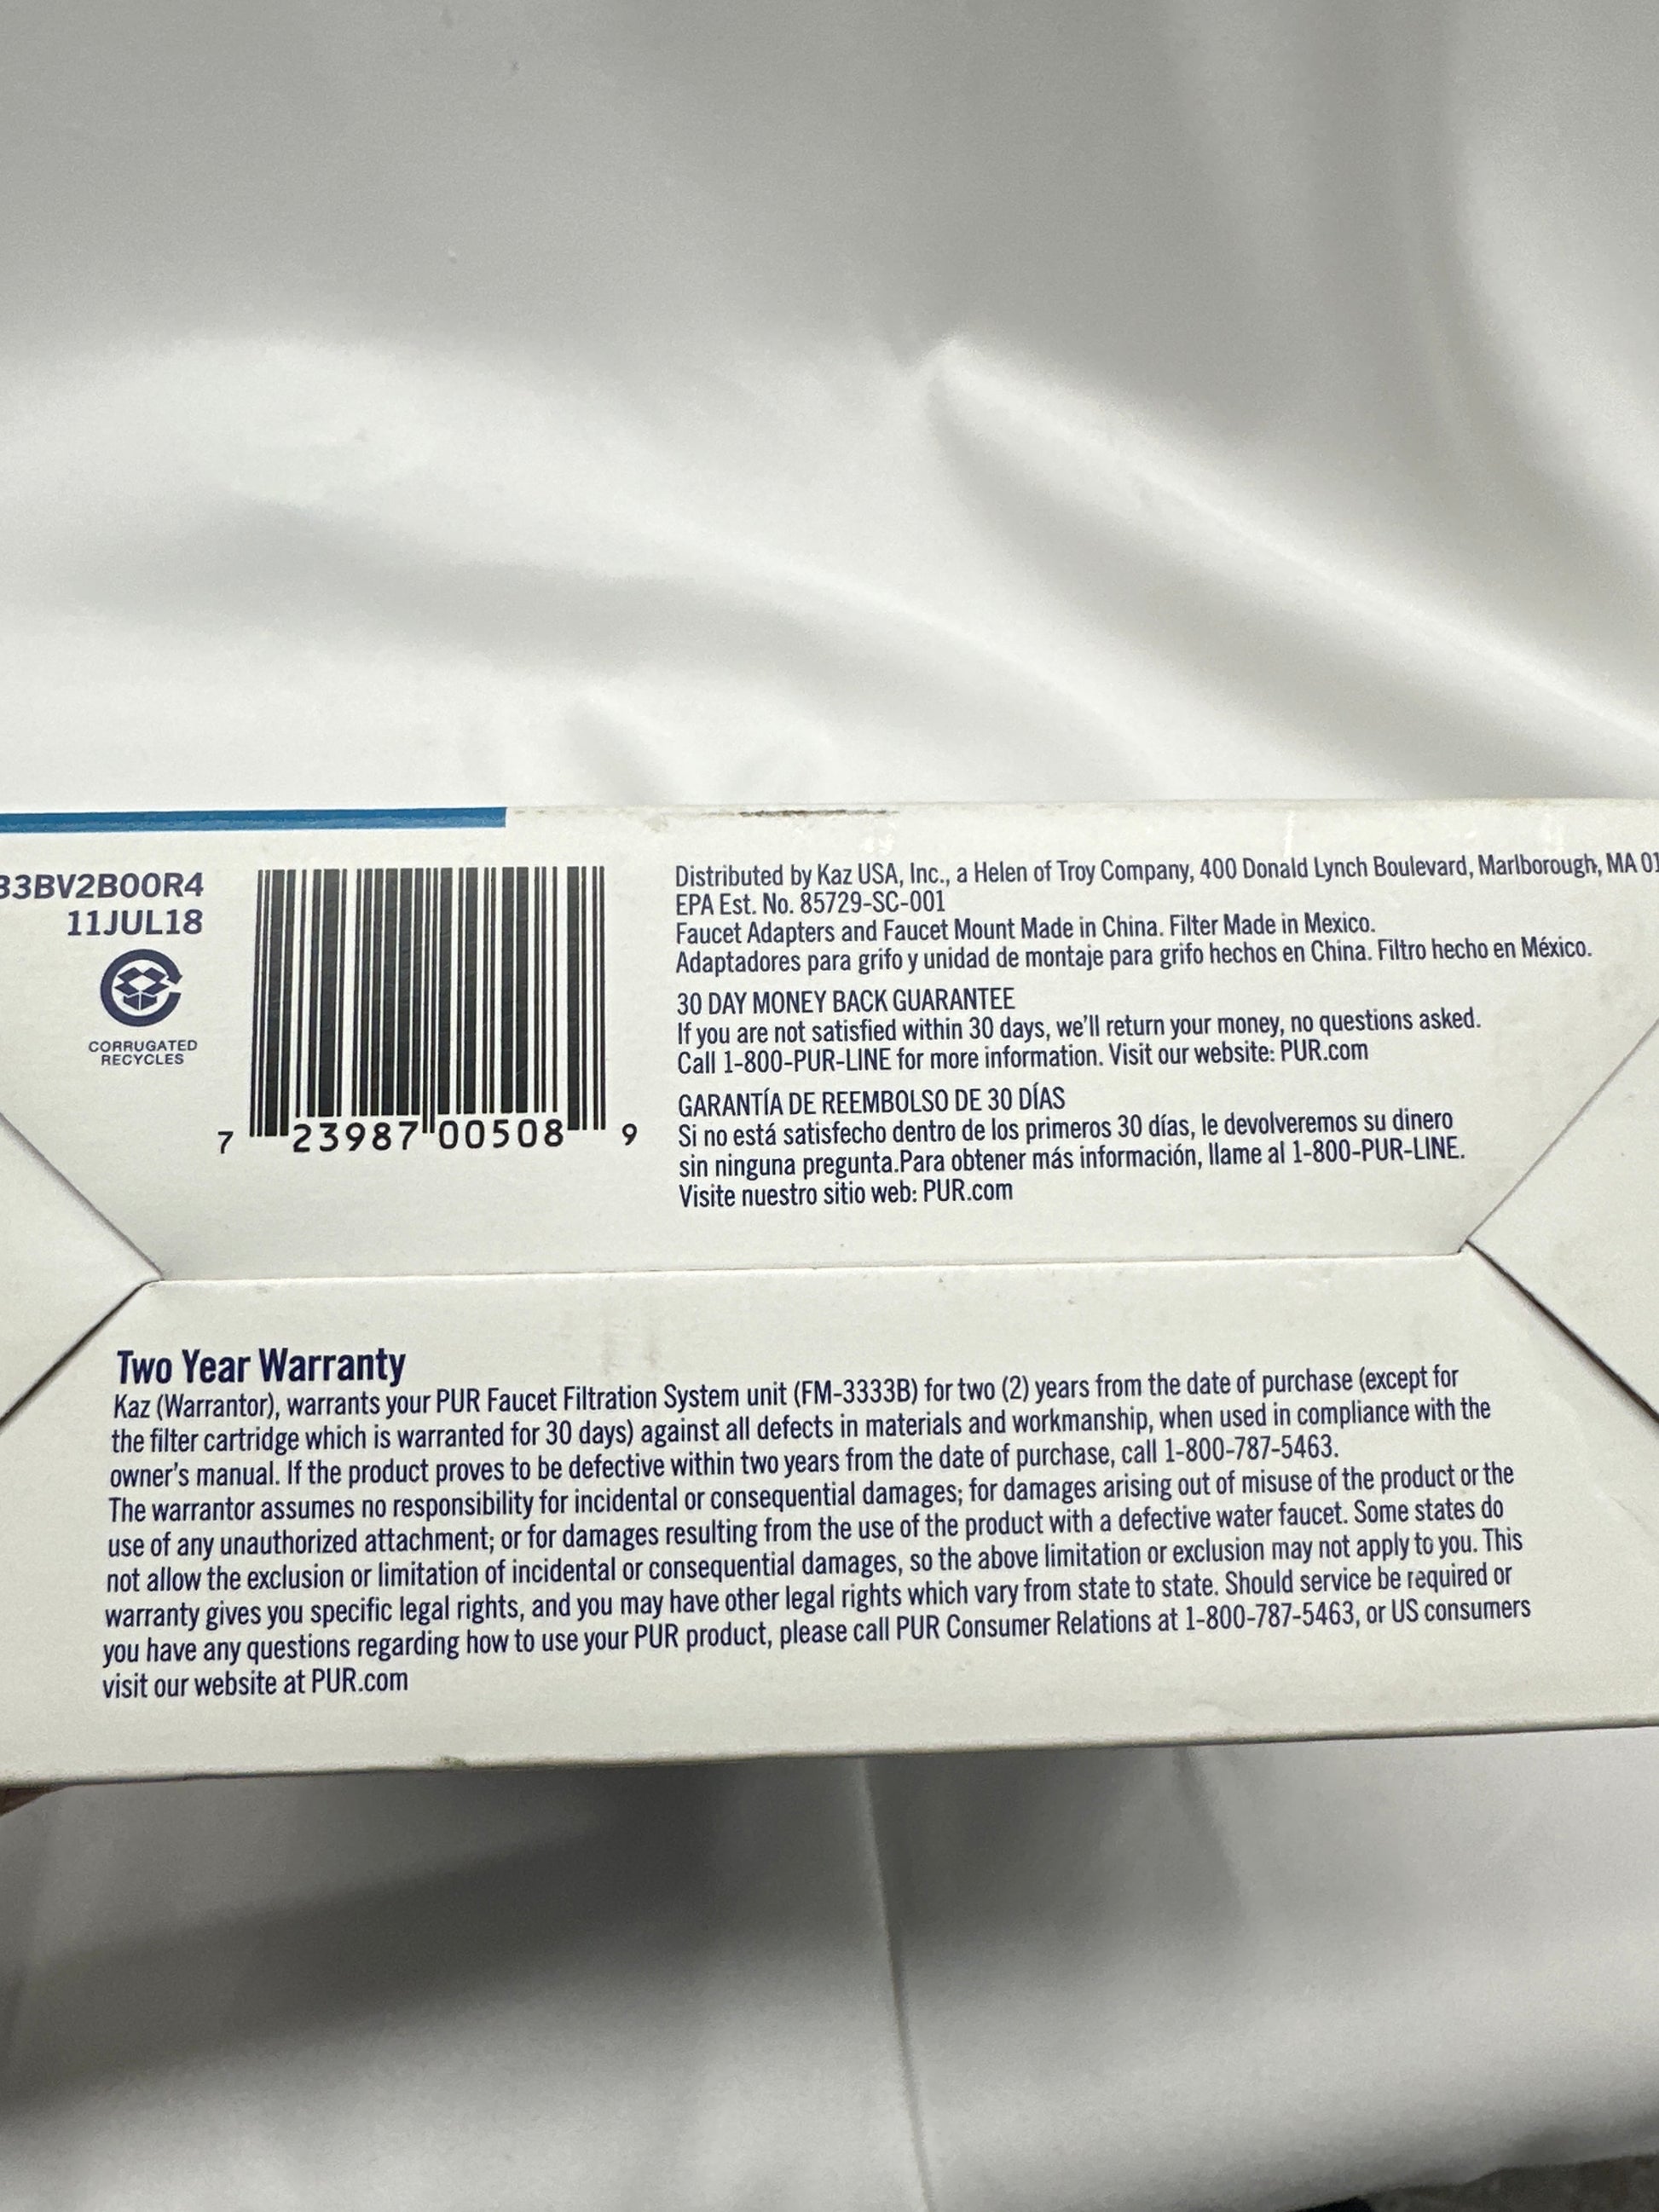 33BV2B00R4
11JUL18
CORRUGATED
RECYCLES
7 23987 00508 9
Distributed by Kaz USA, Inc., a Helen of Troy Company, 400 Donald Lynch Boulevard, Marlborough, MA
EPA Est. No. 85729-SC-001
Faucet Adapters and Faucet Mount Made in China. Filter Made in Mexico.
Adaptadores para grifo y unidad de montaje para grifo hechos en China. Filtro hecho en México.
30 DAY MONEY BACK GUARANTEE
If you are not satisfied within 30 days, we'll return your money, no questions asked.
Call 1-800-PUR-LINE for more information. Visit our website: PUR.com
GARANTÍA DE REEMBOLSO DE 30 DÍAS
Si no está satisfecho dentro de los primeros 30 días, le devolveremos su dinero
sin ninguna pregunta.Para obtener más información, llame al 1-800-PUR-LINE.
Visite nuestro sitio web: PUR.com
Two Year Warranty
Kaz (Warrantor), warrants your PUR Faucet Filtration System unit (FM-3333B) for two (2) years from the date of purchase (except for
the filter cartridge which is warranted for 30 days) against all defects in materials and workmanship, when used in compliance with the
owner's manual. If the product proves to be defective within two years from the date of purchase, call 1-800-787-5463.
The warrantor assumes no responsibility for incidental or consequential damages; for damages arising out of misuse of the product or the
use of any unauthorized attachment; or for damages resulting from the use of the product with a defective water faucet. Some states do
not allow the exclusion or limitation of incidental or consequential damages, so the above limitation or exclusion may not apply to you. This
warranty gives you specific legal rights, and you may have other legal rights which vary from state to state. Should service be required or
you have any questions regarding how to use your PUR product, please call PUR Consumer Relations at 1-800-787-5463, or US consumers
visit our website at PUR.com